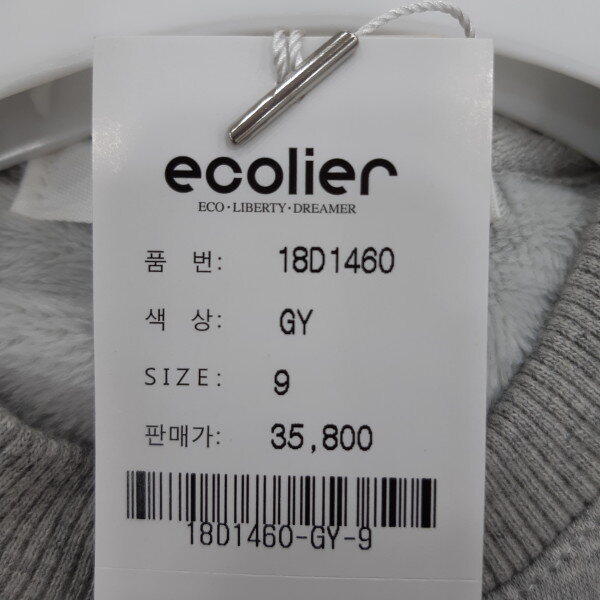 ecolier
ECO·LIBERTY·DREAMER
품 번: 18D1460
색 상: GY
SIZE: 9
판매가: 35,800
18D1460-GY-9